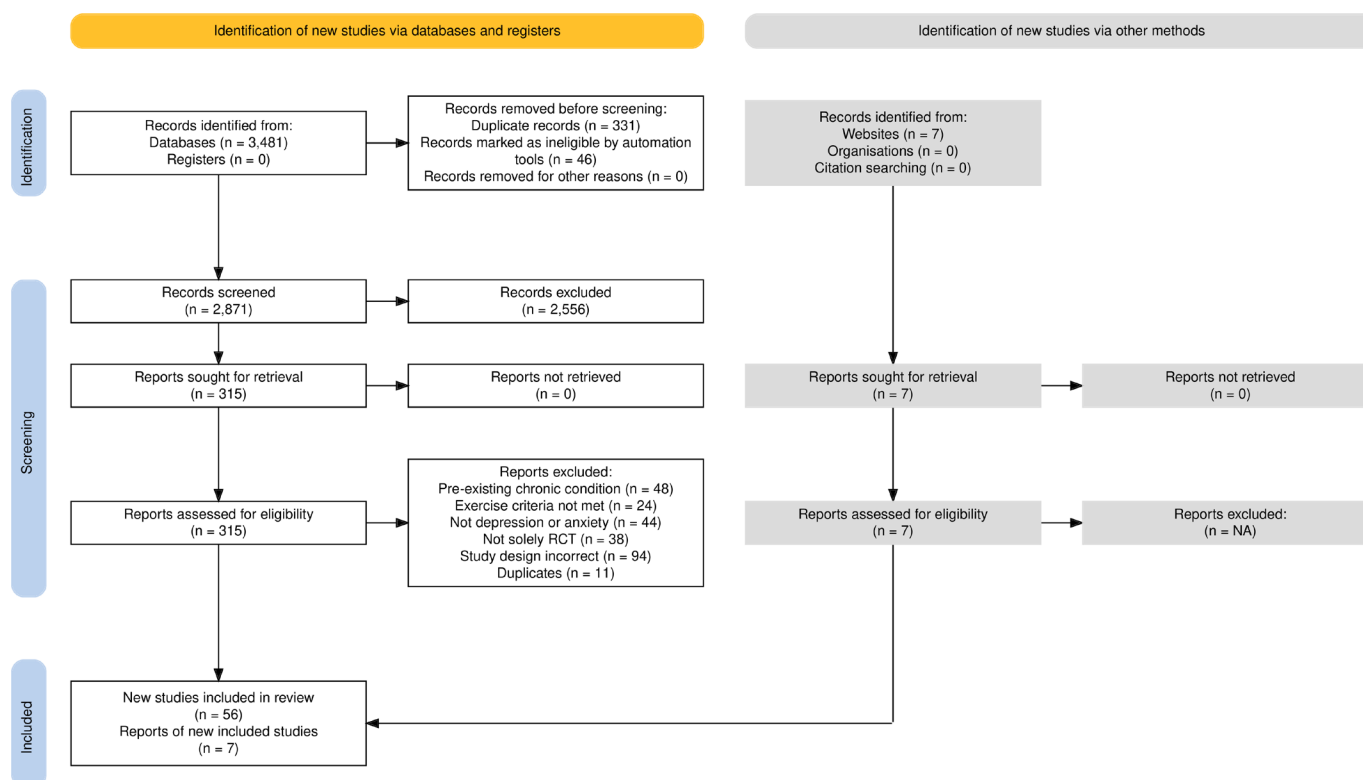 Identification of new studies via databases and registers
Identification of new studies via other methods
Identification
Records identified from:
Databases (n = 3,481)
Registers (n = 0)
Records removed before screening:
Duplicate records (n = 331)
Records marked as ineligible by automation
tools (n = 46)
Records removed for other reasons (n = 0)
Records identified from:
Websites (n = 7)
Organisations (n = 0)
Citation searching (n = 0)
Screening
Records screened
(n = 2,871)
Records excluded
(n = 2,556)
Reports sought for retrieval
(n = 315)
Reports not retrieved
(n = 0)
Reports sought for retrieval
(n = 7)
Reports not retrieved
(n = 0)
Reports assessed for eligibility
(n = 315)
Reports excluded:
Pre-existing chronic condition (n = 48)
Exercise criteria not met (n = 24)
Not depression or anxiety (n = 44)
Not solely RCT (n = 38)
Study design incorrect (n = 94)
Duplicates (n = 11)
Reports assessed for eligibility
(n = 7)
Reports excluded:
(n = NA)
Included
New studies included in review
(n = 56)
Reports of new included studies
(n = 7)